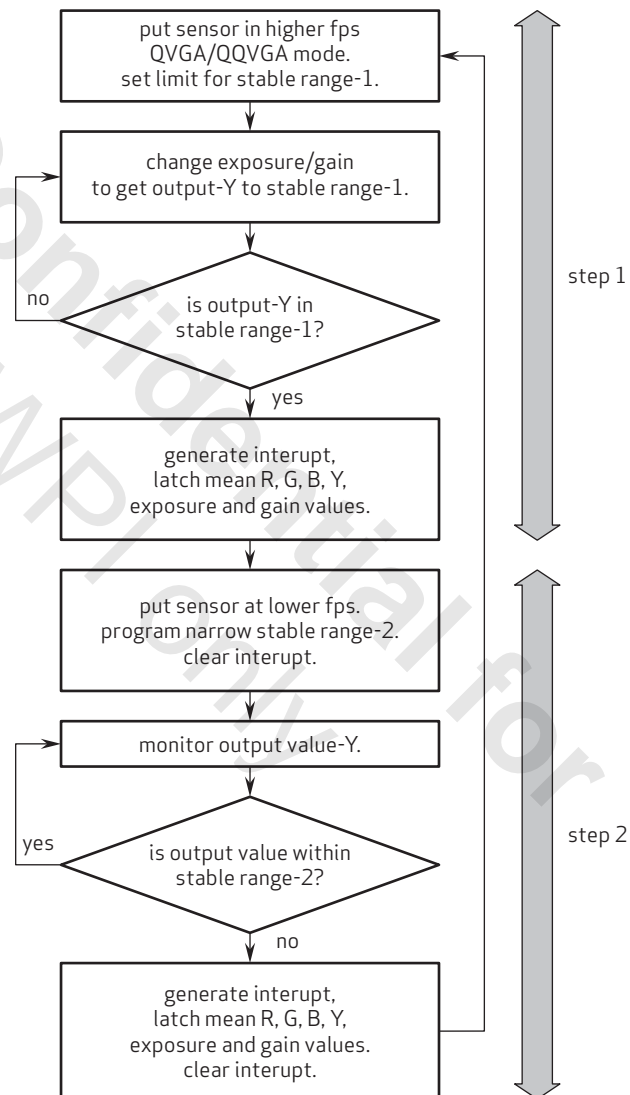 put sensor in higher fps
QVGA/QQVGA mode.
set limit for stable range-1.
change exposure/gain
to get output-Y to stable range-1.
no
is output-Y in
stable range-1?
yes
step 1
generate interupt,
latch mean R, G, B, Y,
exposure and gain values.
put sensor at lower fps.
program narrow stable range-2.
clear interupt.
monitor output value-Y.
yes
is output value within
stable range-2?
no
step 2
generate interupt,
latch mean R, G, B, Y,
exposure and gain values.
clear interupt.
Confidential for
WPI only